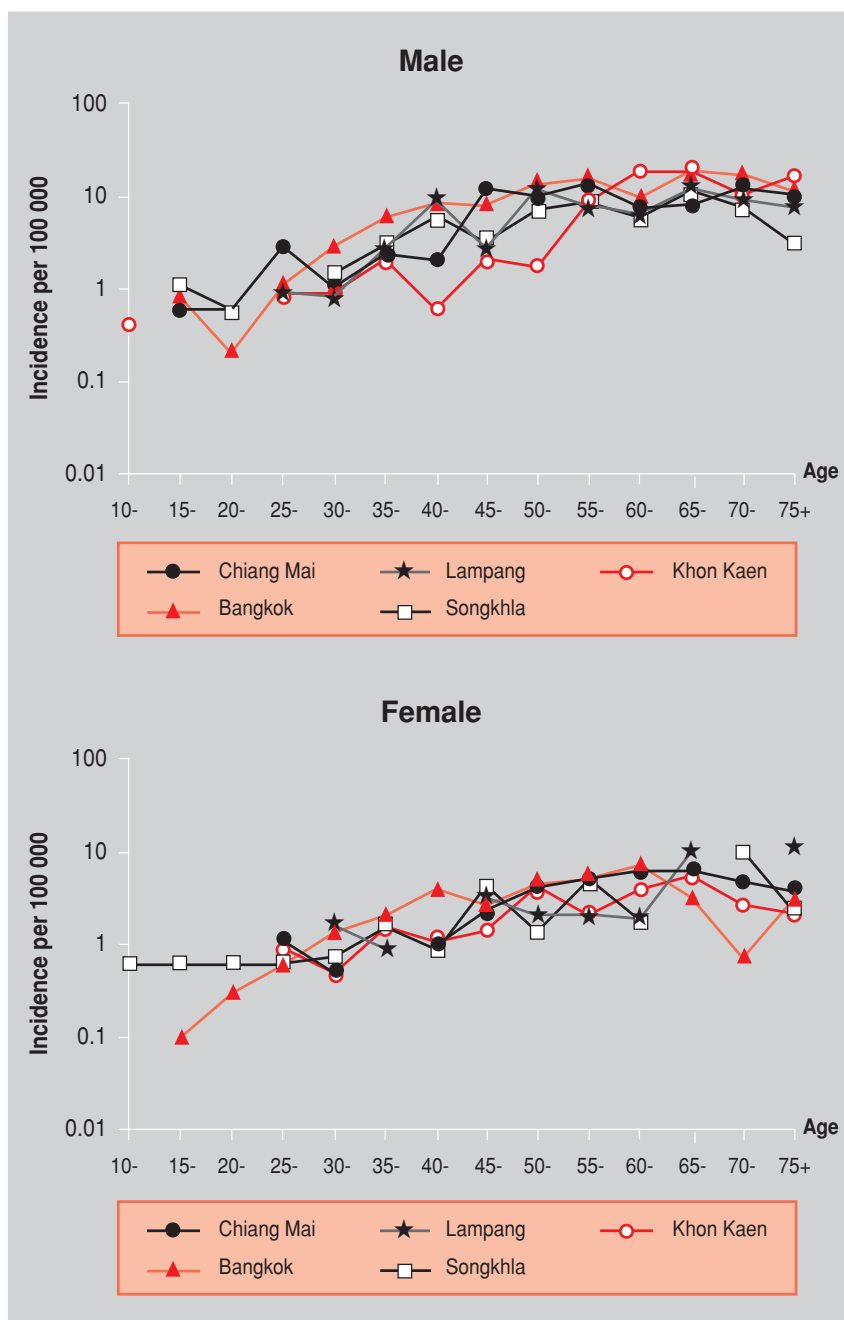 Male
Incidence per 100 000
100
10
1
0.1
0.01
Age
10- 15- 20- 25- 30- 35- 40- 45- 50- 55- 60- 65- 70- 75+
Chiang Mai Lampang Khon Kaen
Bangkok Songkhla
Female
Incidence per 100 000
100
10
1
0.1
0.01
Age
10- 15- 20- 25- 30- 35- 40- 45- 50- 55- 60- 65- 70- 75+
Chiang Mai Lampang Khon Kaen
Bangkok Songkhla